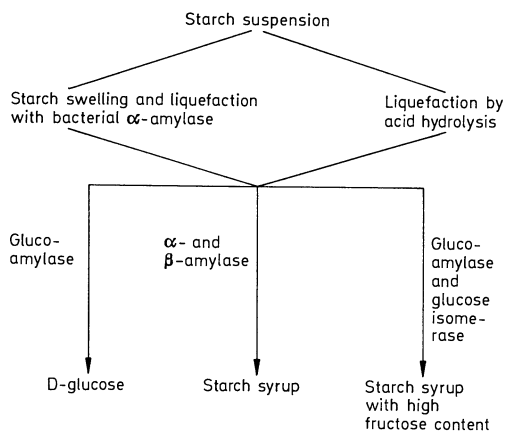 Starch suspension
Starch swelling and liquefaction
with bacterial α-amylase
Liquefaction by
acid hydrolysis
Gluco-
amylase
α- and
β-amylase
Gluco-
amylase
and
glucose
isome-
rase
D-glucose
Starch syrup
Starch syrup
with high
fructose content